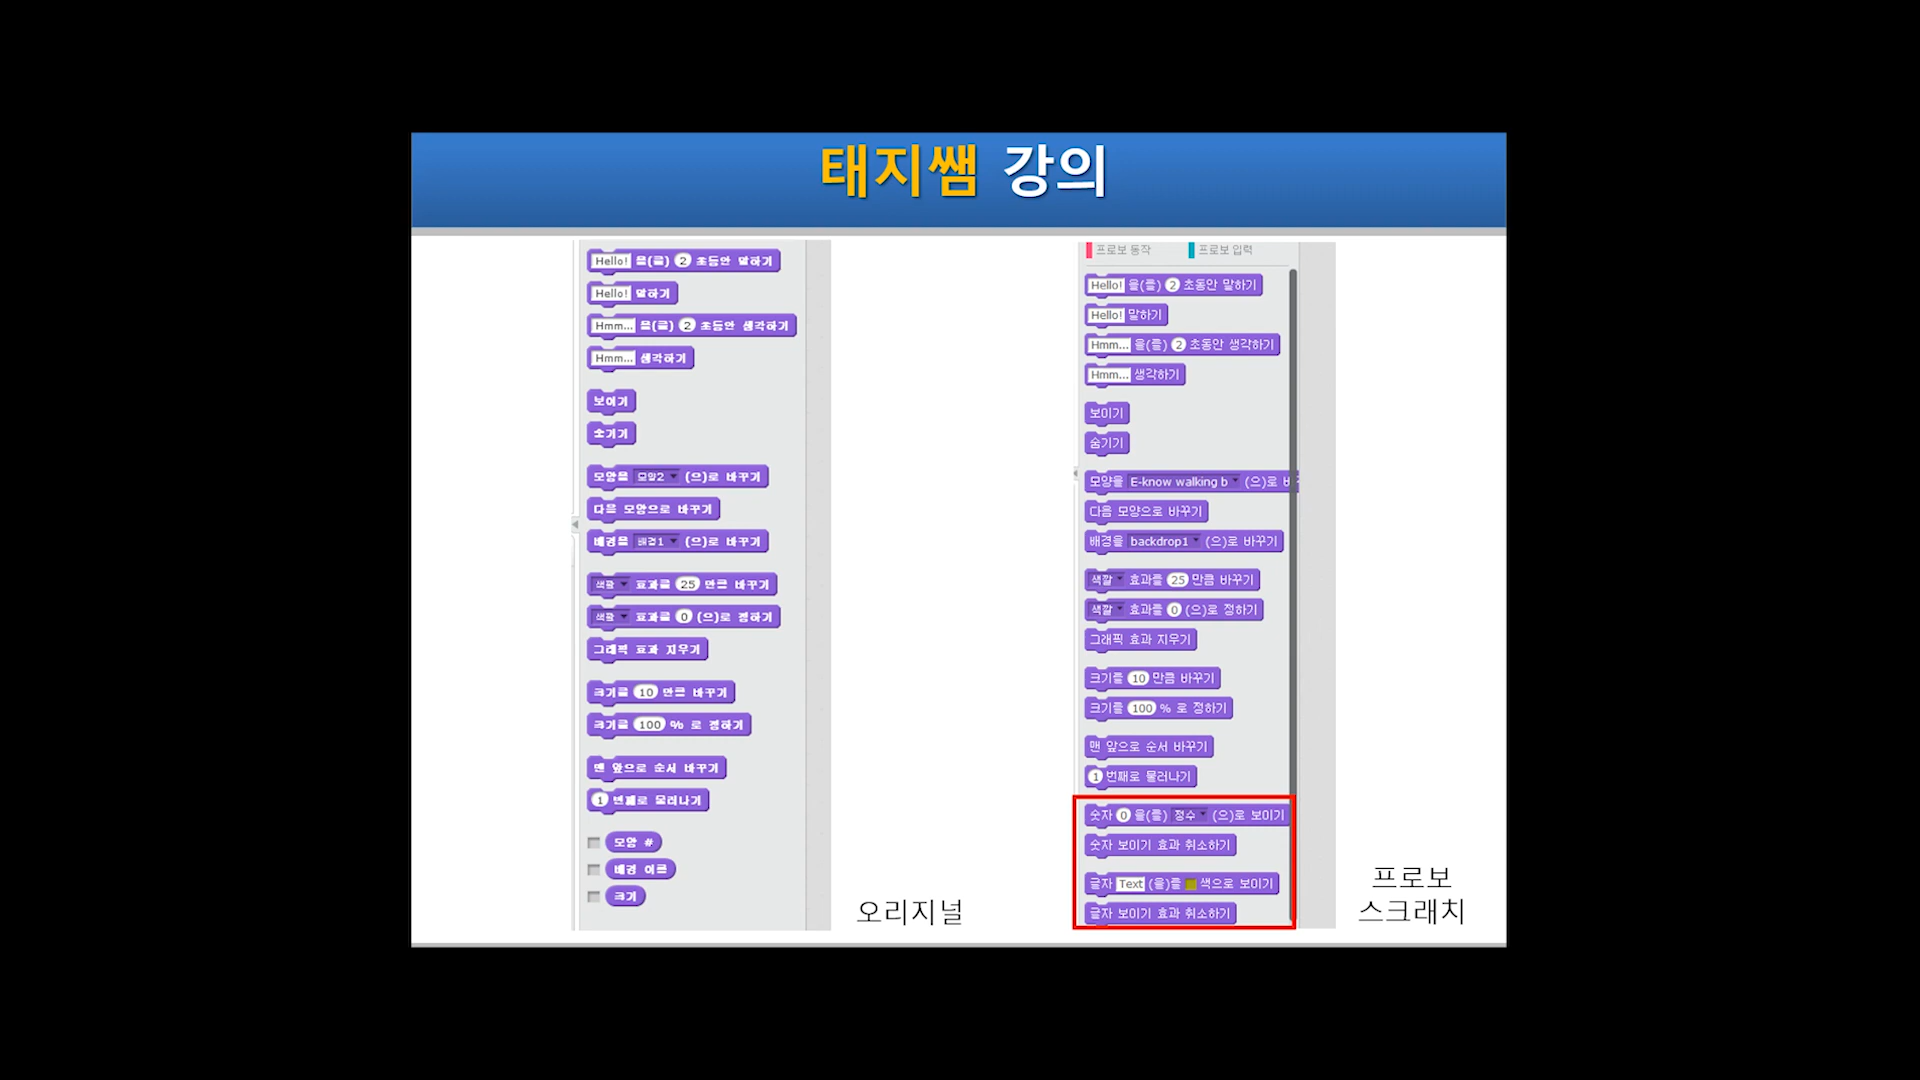 태지쌤 강의
Hello! 을(를) 2 초동안 말하기
Hello! 말하기
Hmm... 을(를) 2 초동안 생각하기
Hmm... 생각하기
보이기
숨기기
모양을 모양2 (으)로 바꾸기
다음 모양으로 바꾸기
배경을 배경1 (으)로 바꾸기
색깔 효과를 25 만큼 바꾸기
색깔 효과를 0 (으)로 정하기
그래픽 효과 지우기
크기를 10 만큼 바꾸기
크기를 100 % 로 정하기
맨 앞으로 순서 바꾸기
1 번째로 물러나기
모양 #
배경 이름
크기
오리지널
프로보 동작 프로보 입력
Hello! 을(를) 2 초동안 말하기
Hello! 말하기
Hmm... 을(를) 2 초동안 생각하기
Hmm... 생각하기
보이기
숨기기
모양을 E-know walking b (으)로 바
다음 모양으로 바꾸기
배경을 backdrop1 (으)로 바꾸기
색깔 효과를 25 만큼 바꾸기
색깔 효과를 0 (으)로 정하기
그래픽 효과 지우기
크기를 10 만큼 바꾸기
크기를 100 % 로 정하기
맨 앞으로 순서 바꾸기
1 번째로 물러나기
숫자 0 을(를) 정수 (으)로 보이기
숫자 보이기 효과 취소하기
글자 Text (을)를 색으로 보이기
글자 보이기 효과 취소하기
프로보
스크래치